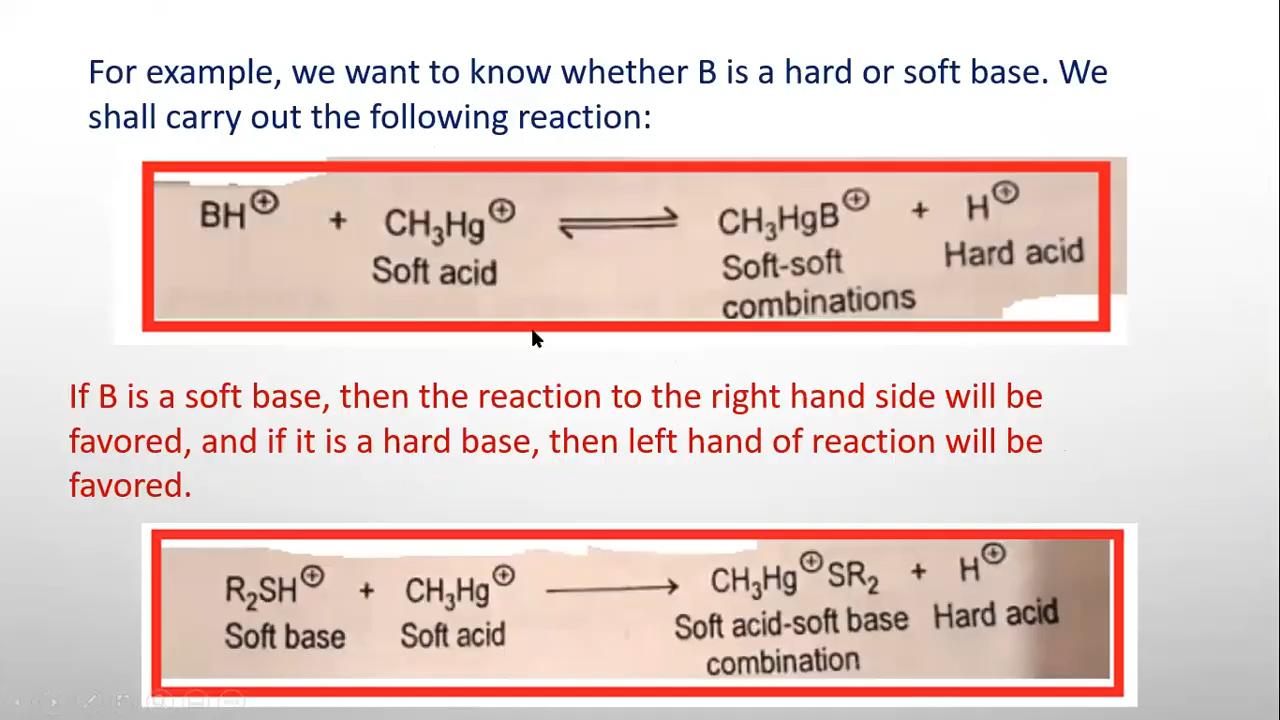 For example, we want to know whether B is a hard or soft base. We
shall carry out the following reaction:
BH⊕ + CH₃Hg⊕ ⇌ CH₃HgB⊕ + H⊕
Soft acid Soft-soft Hard acid
combinations
If B is a soft base, then the reaction to the right hand side will be
favored, and if it is a hard base, then left hand of reaction will be
favored.
R₂SH⊕ + CH₃Hg⊕ ⟶ CH₃Hg⊕SR₂ + H⊕
Soft base Soft acid Soft acid-soft base Hard acid
combination